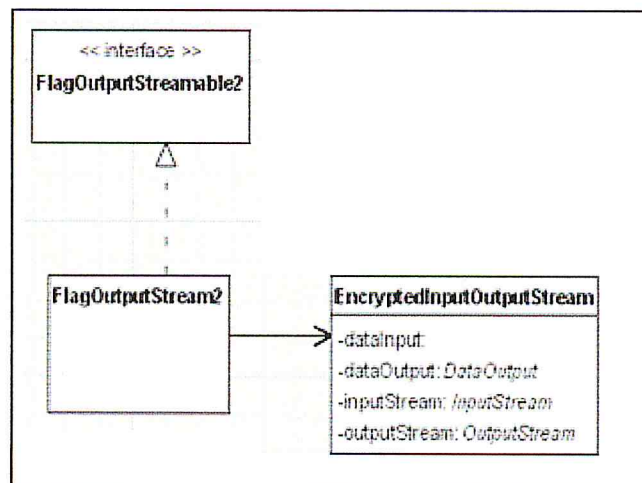 << interface >>
FlagOutputStreamable2
FlagOutputStream2
EncryptedInputOutputStream
-dataInput:
-dataOutput: DataOutput
-inputStream: InputStream
-outputStream: OutputStream